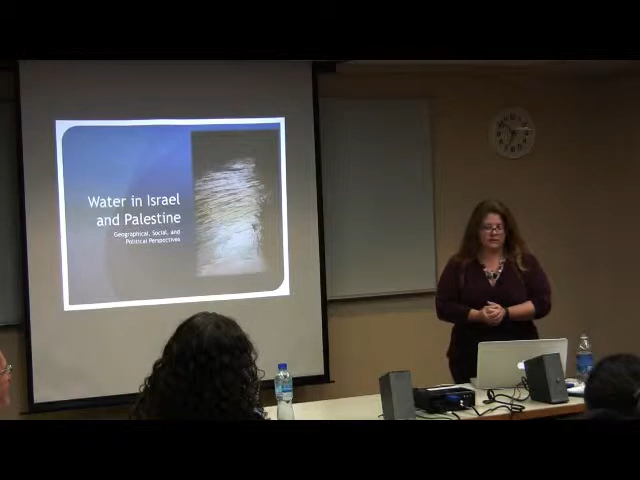 Water in Israel
and Palestine
Geographical, Social, and
Political Perspectives